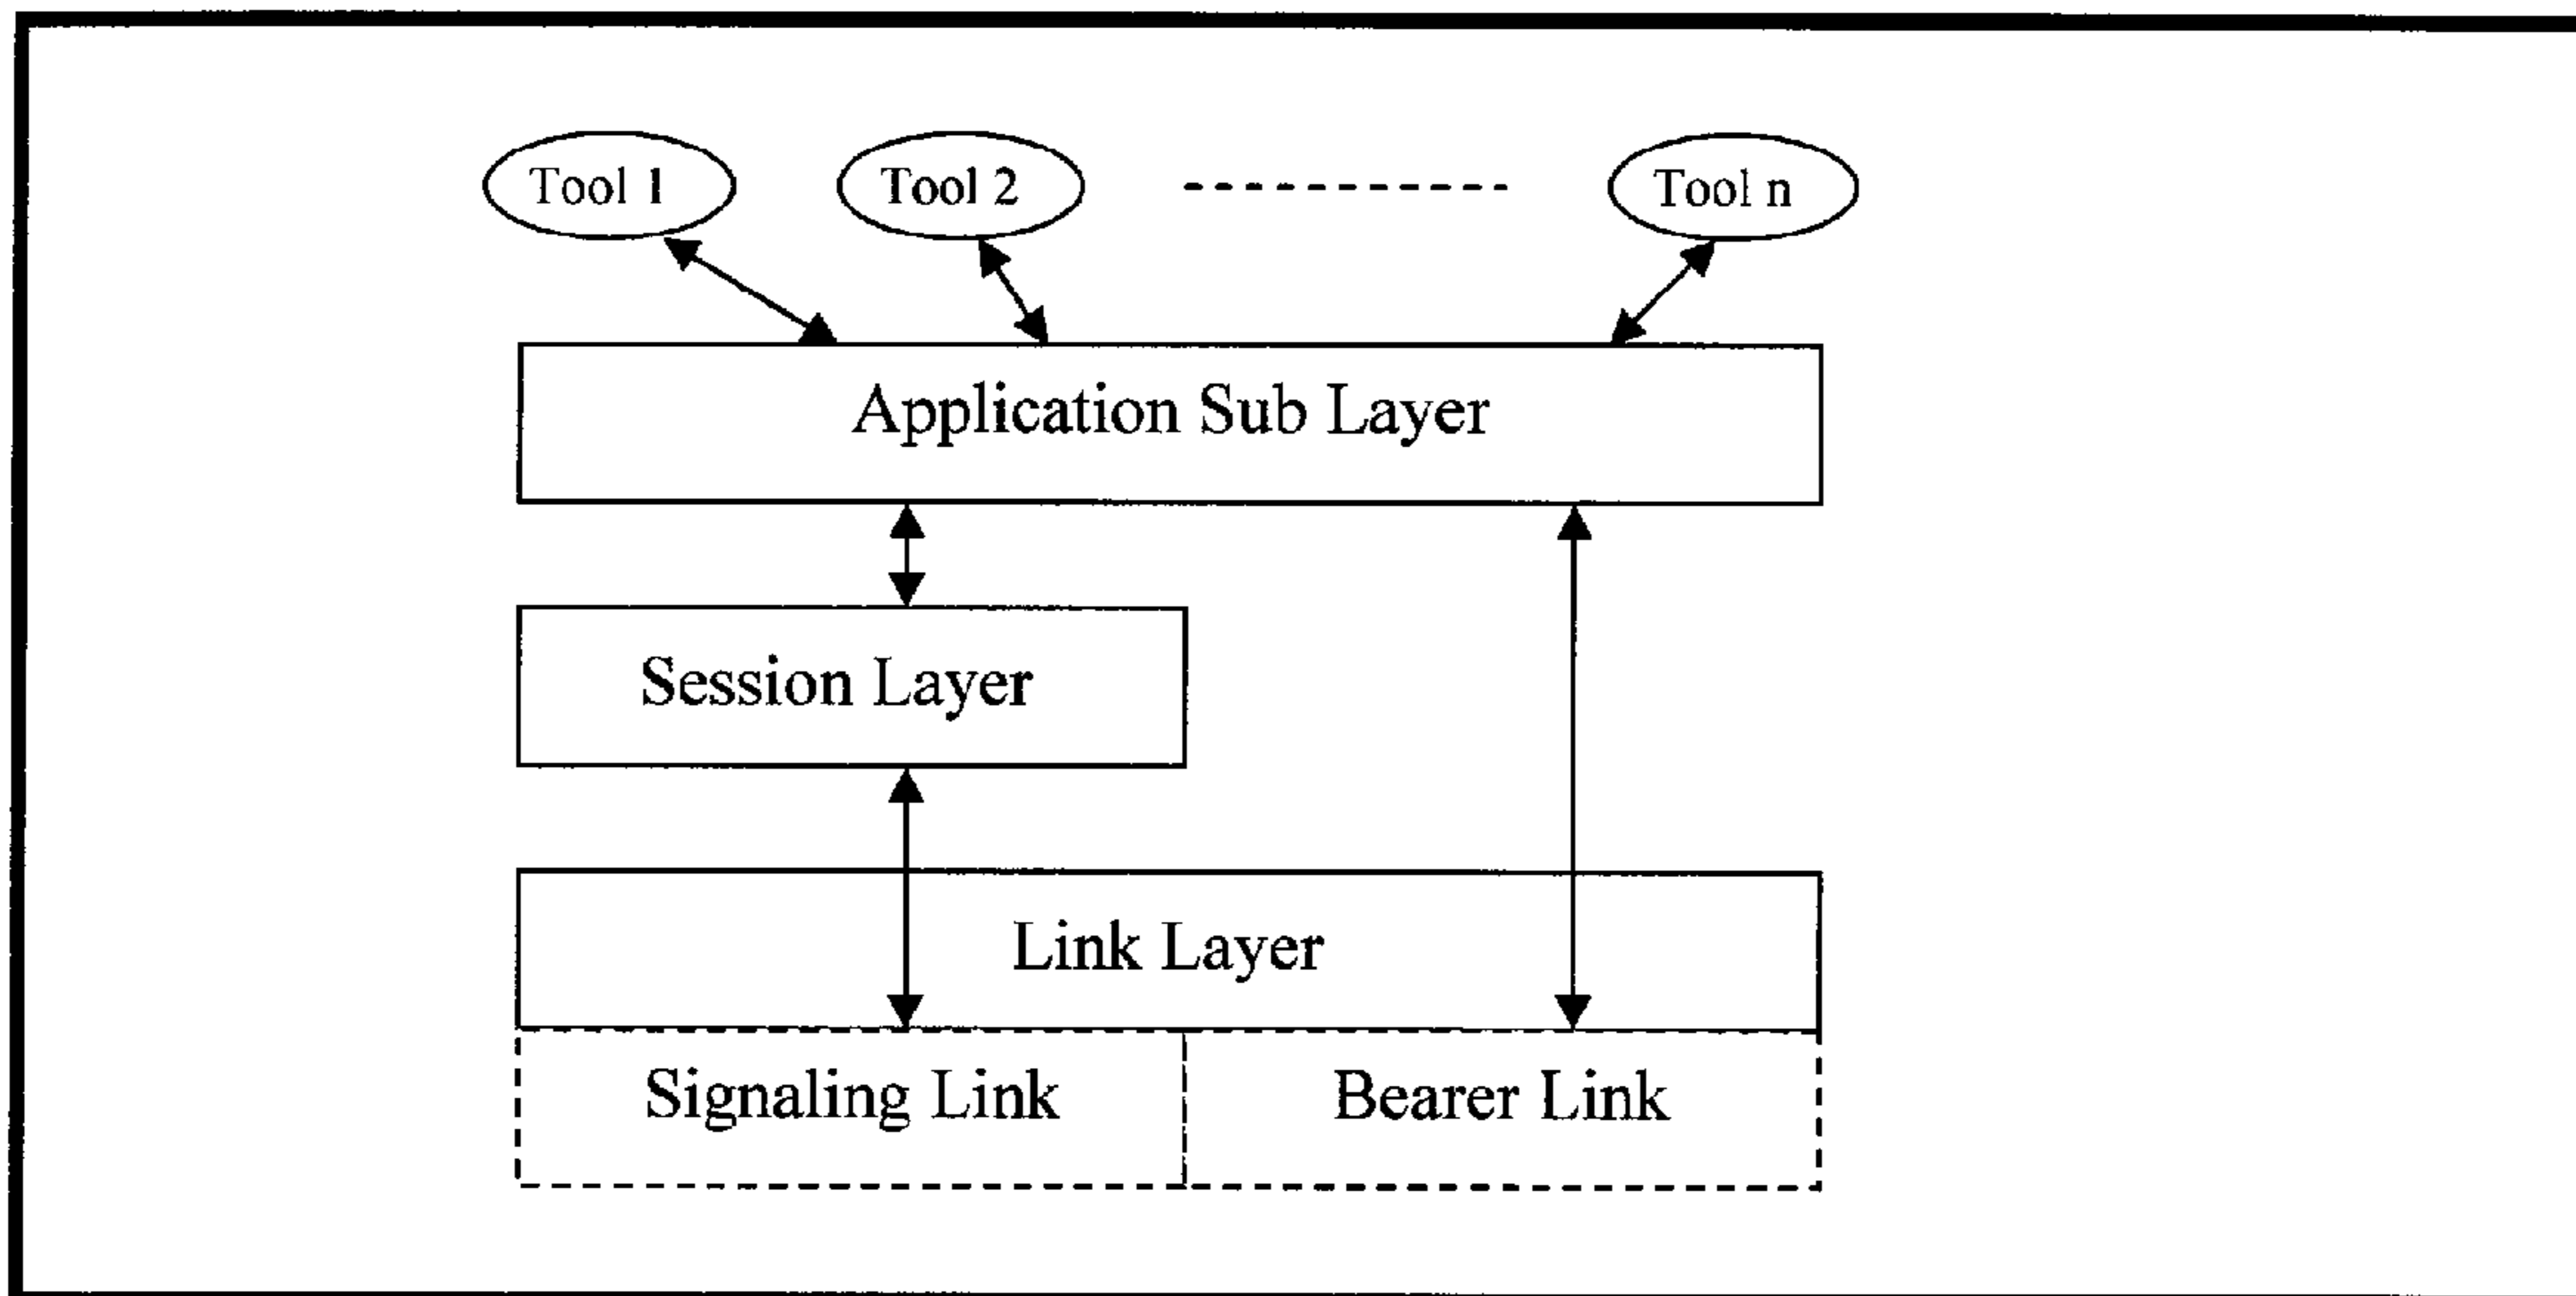 Tool 1
Tool 2
Tool n
Application Sub Layer
Session Layer
Link Layer
Signaling Link
Bearer Link